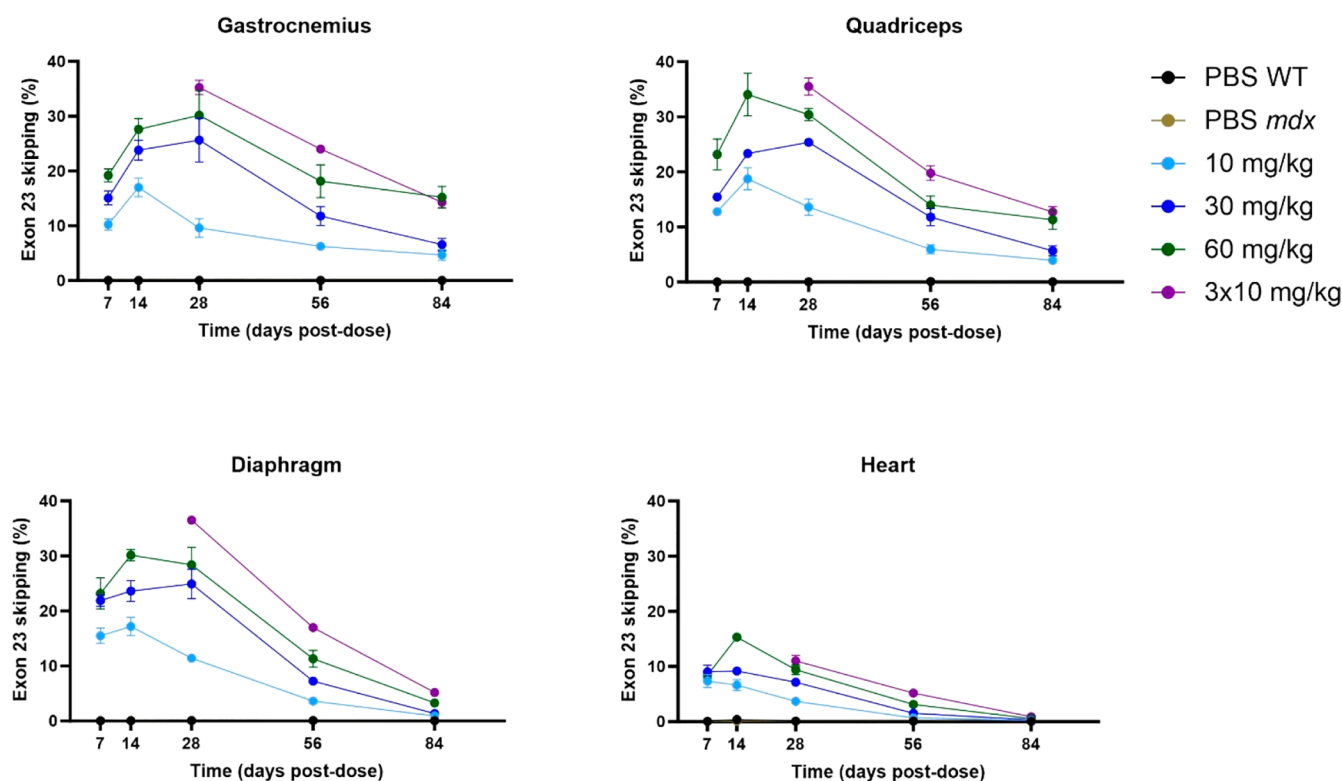 Gastrocnemius
Exon 23 skipping (%)
40
30
20
10
0
7 14 28 56 84
Time (days post-dose)
Quadriceps
Exon 23 skipping (%)
40
30
20
10
0
7 14 28 56 84
Time (days post-dose)
PBS WT
PBS mdx
10 mg/kg
30 mg/kg
60 mg/kg
3x10 mg/kg
Diaphragm
Exon 23 skipping (%)
40
30
20
10
0
7 14 28 56 84
Time (days post-dose)
Heart
Exon 23 skipping (%)
40
30
20
10
0
7 14 28 56 84
Time (days post-dose)